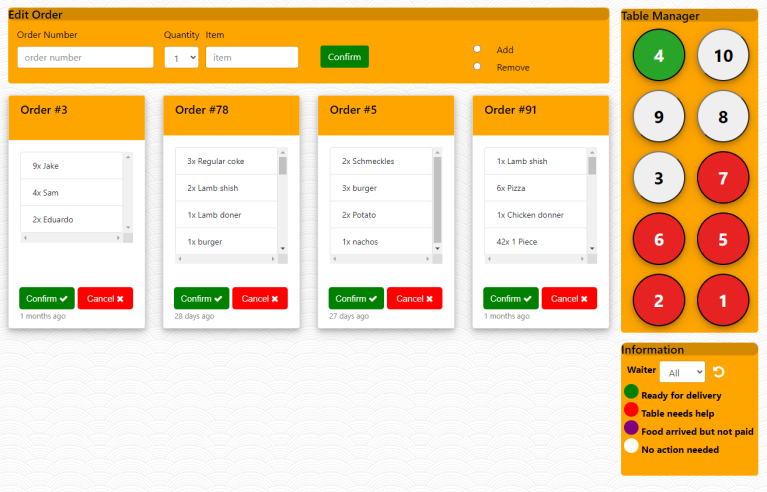 Edit Order
Order Number
Quantity
Item
order number
1
item
Confirm
Add
Remove
Order #3
9x Jake
4x Sam
2x Eduardo
Confirm
Cancel
1 months ago
Order #78
3x Regular coke
2x Lamb shish
1x Lamb doner
1x burger
Confirm
Cancel
28 days ago
Order #5
2x Schmeckles
3x burger
2x Potato
1x nachos
Confirm
Cancel
27 days ago
Order #91
1x Lamb shish
6x Pizza
1x Chicken donner
42x 1 Piece
Confirm
Cancel
1 months ago
Table Manager
4 10
9 8
3 7
6 5
2 1
Information
Waiter All
Ready for delivery
Table needs help
Food arrived but not paid
No action needed